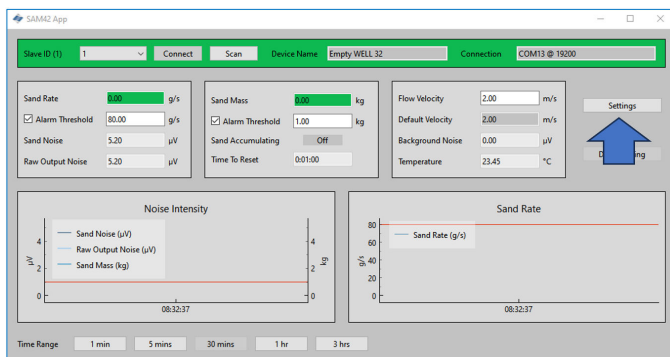 SAM42 App
Slave ID (1) 1 Connect Scan Device Name Empty WELL 32 Connection COM13 @ 19200
Sand Rate 0.00 g/s
Alarm Threshold 80.00 g/s
Sand Noise 5.20 µV
Raw Output Noise 5.20 µV
Sand Mass 0.00 kg
Alarm Threshold 1.00 kg
Sand Accumulating Off
Time To Reset 0:01:00
Flow Velocity 2.00 m/s
Default Velocity 2.00 m/s
Background Noise 0.00 µV
Temperature 23.45 °C
Settings
Noise Intensity
Sand Noise (µV)
Raw Output Noise (µV)
Sand Mass (kg)
µV
4
2
0
kg
4
2
0
08:32:37
Sand Rate
Sand Rate (g/s)
g/s
80
60
40
20
0
08:32:37
Time Range 1 min 5 mins 30 mins 1 hr 3 hrs